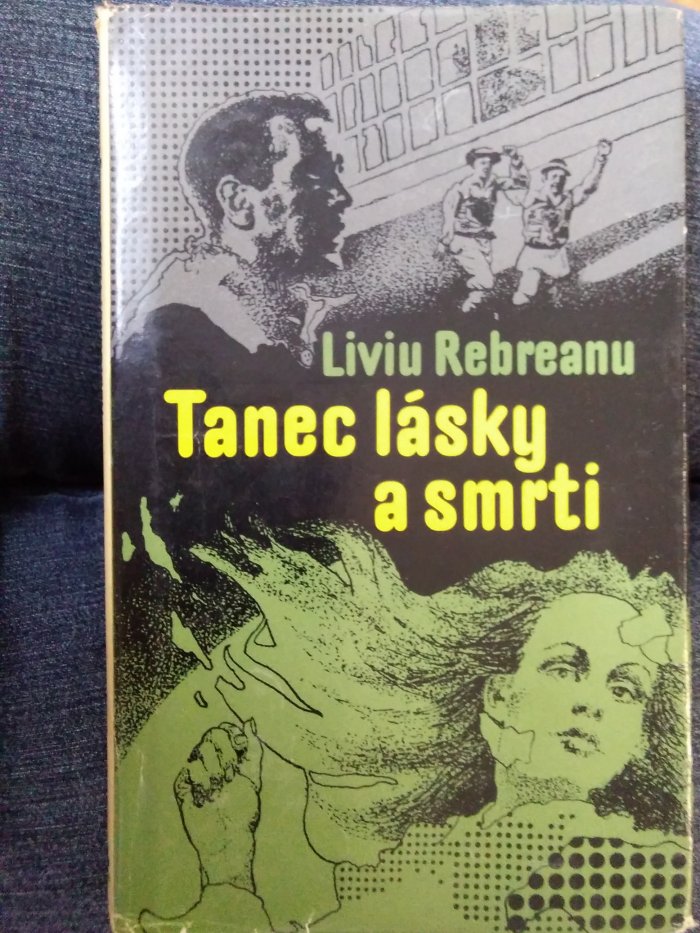 Liviu Rebreanu
Tanec lásky
a smrti